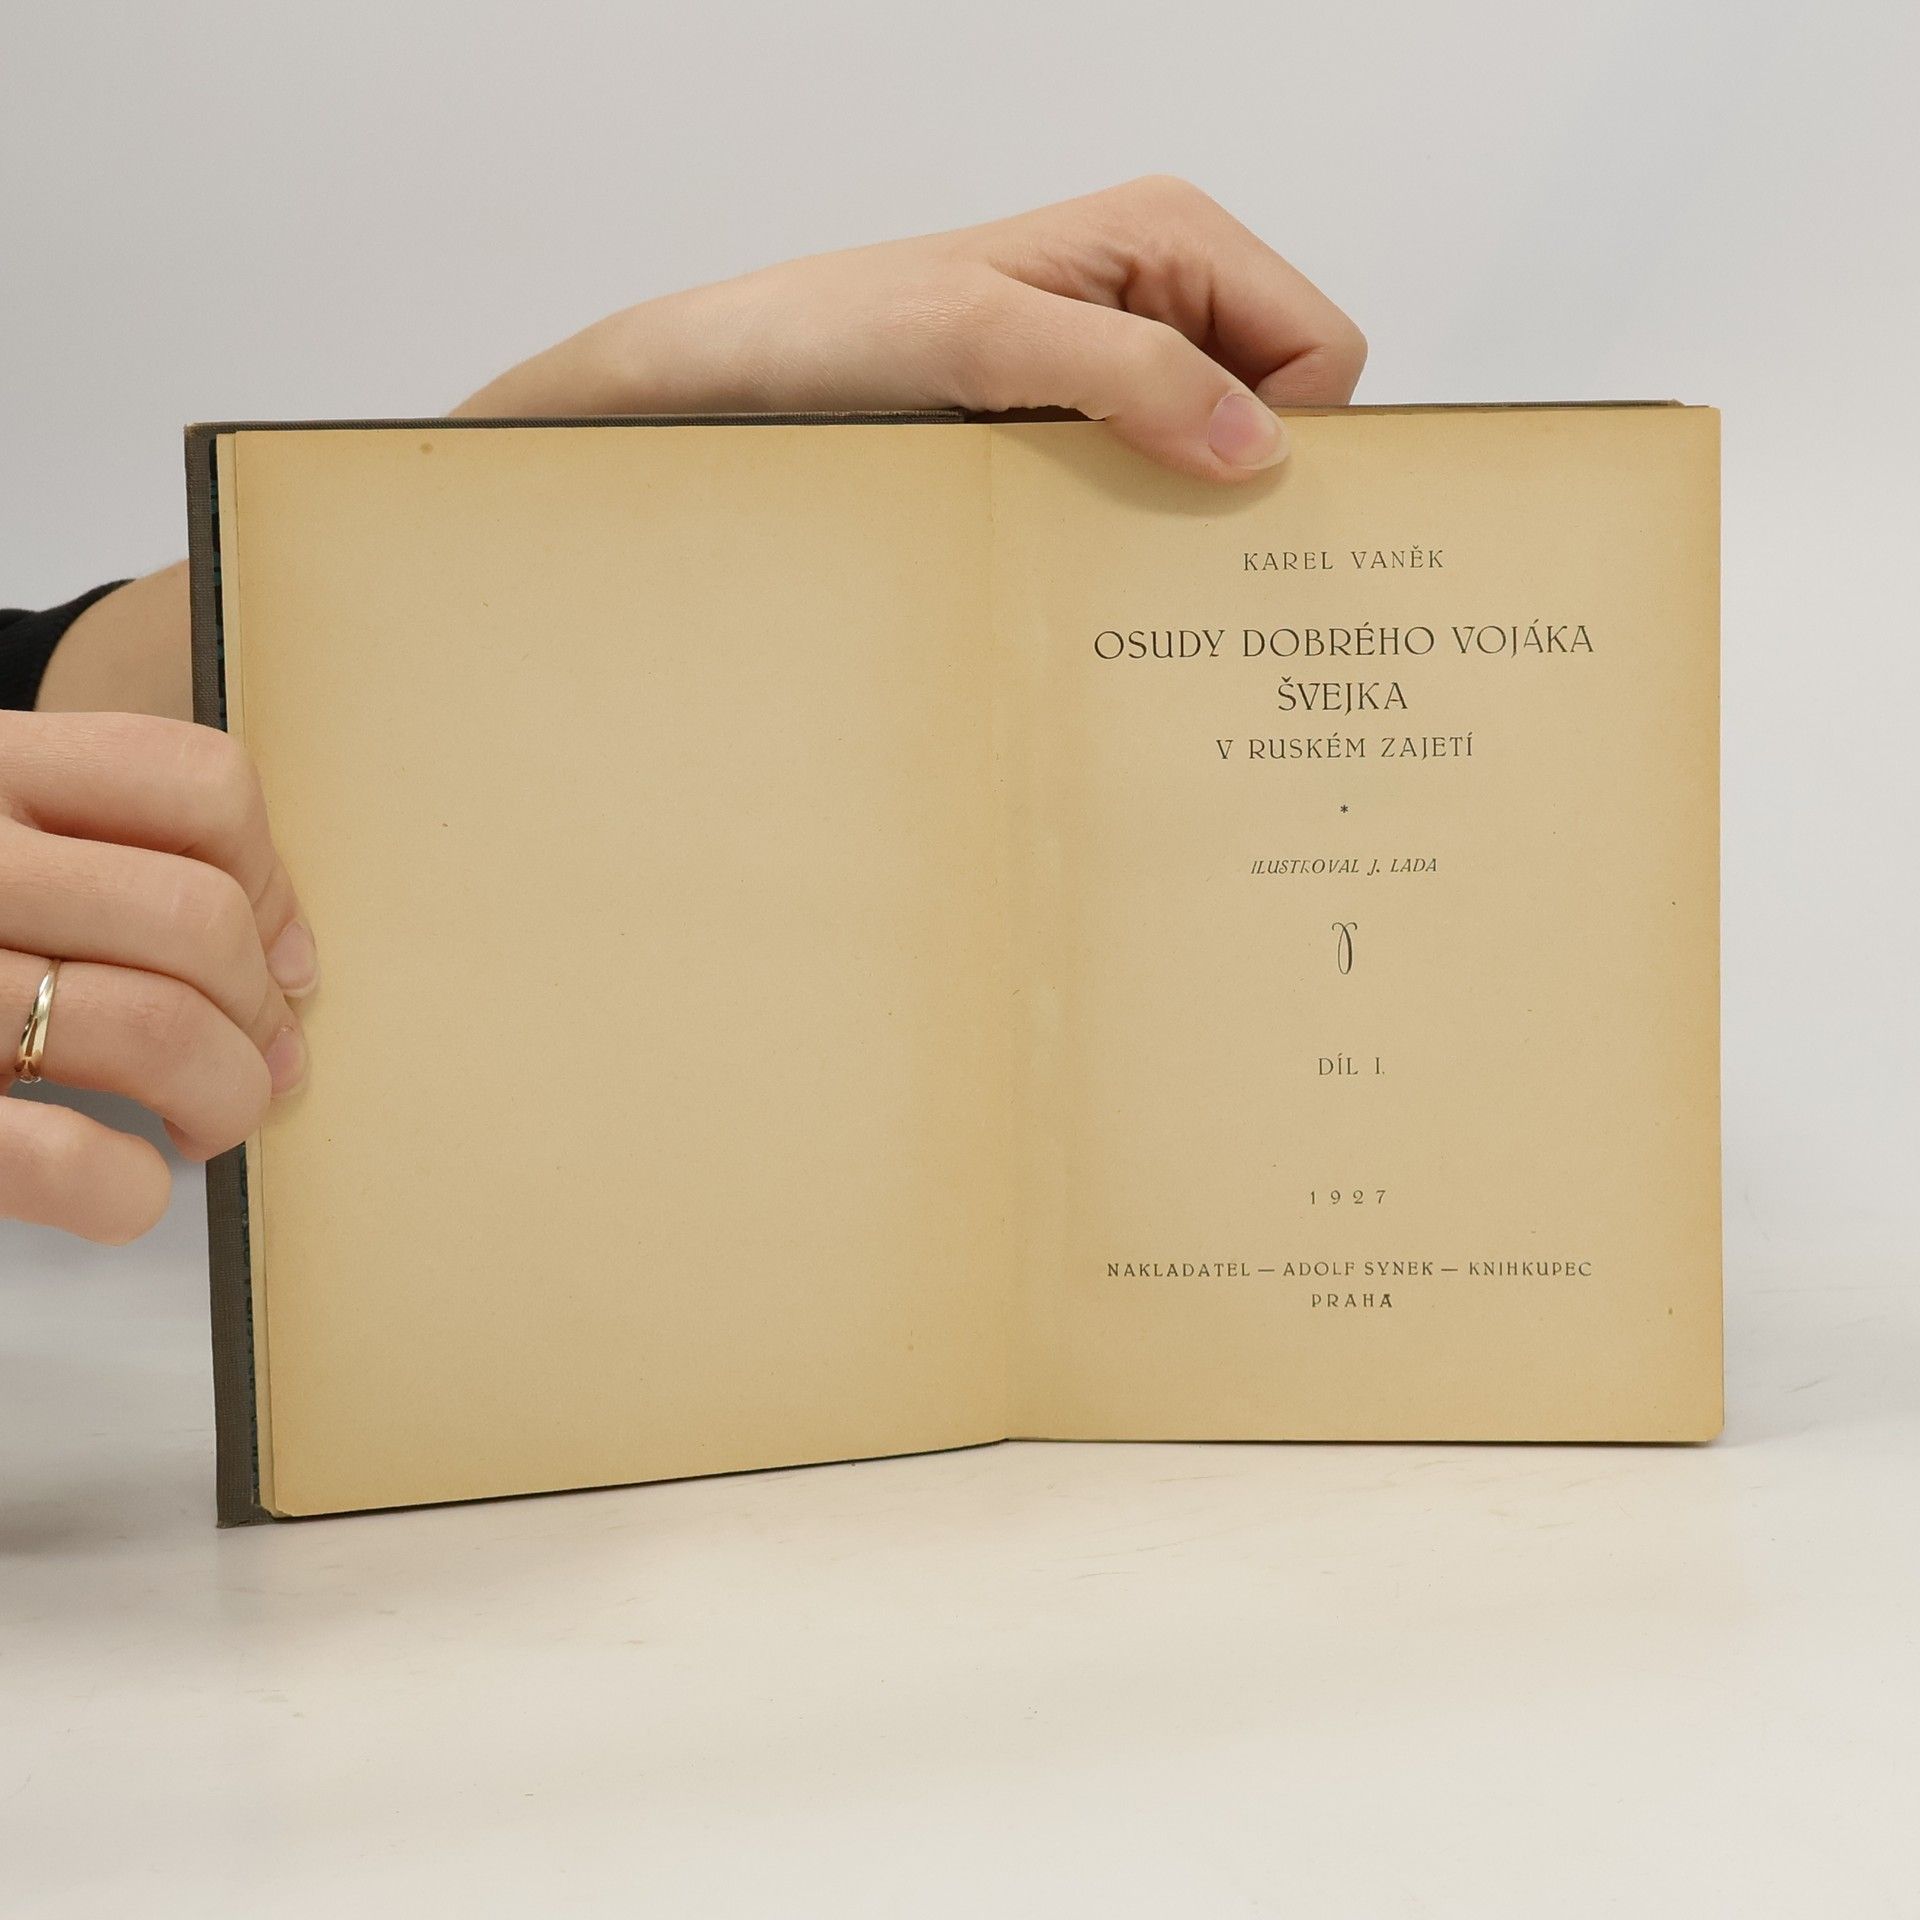 KAREL VANĚK
OSUDY DOBRÉHO VOJÁKA
ŠVEJKA
V RUSKÉM ZAJETÍ
*
ILUSTROVAL J. LADA
DÍL I.
1927
NAKLADATEL — ADOLF SYNEK — KNIHKUPEC
PRAHA